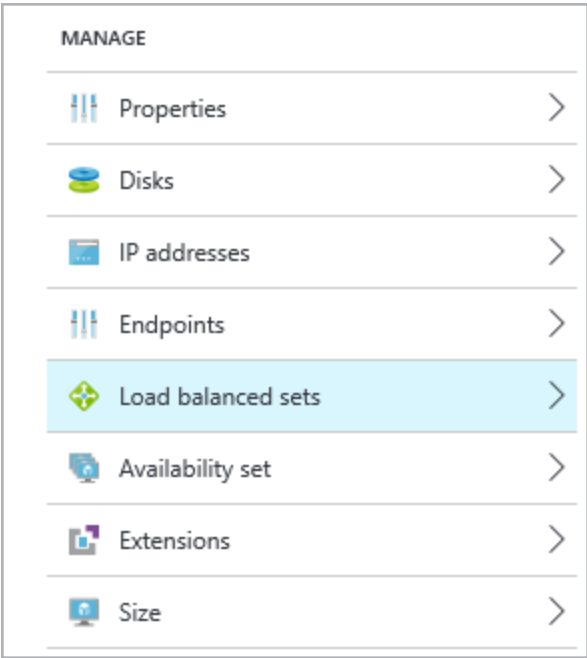 MANAGE
Properties
Disks
IP addresses
Endpoints
Load balanced sets
Availability set
Extensions
Size